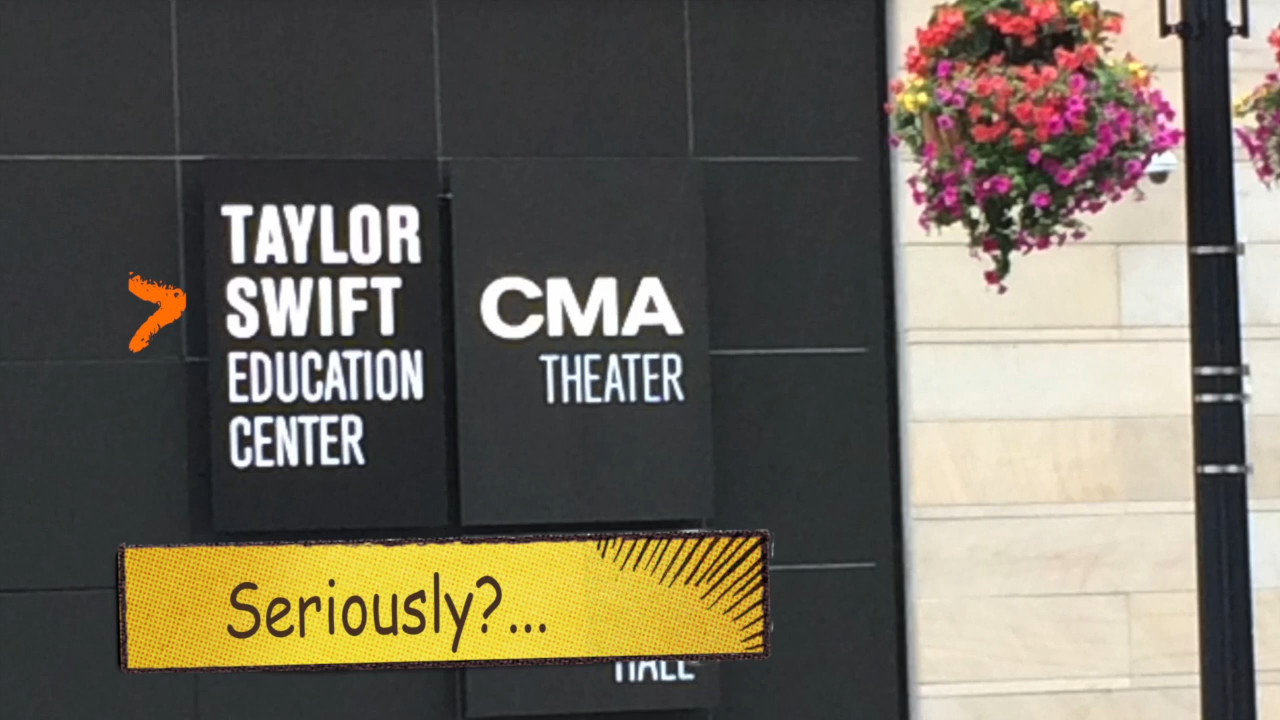 TAYLOR
SWIFT
EDUCATION
CENTER
CMA
THEATER
Seriously?...
HALL